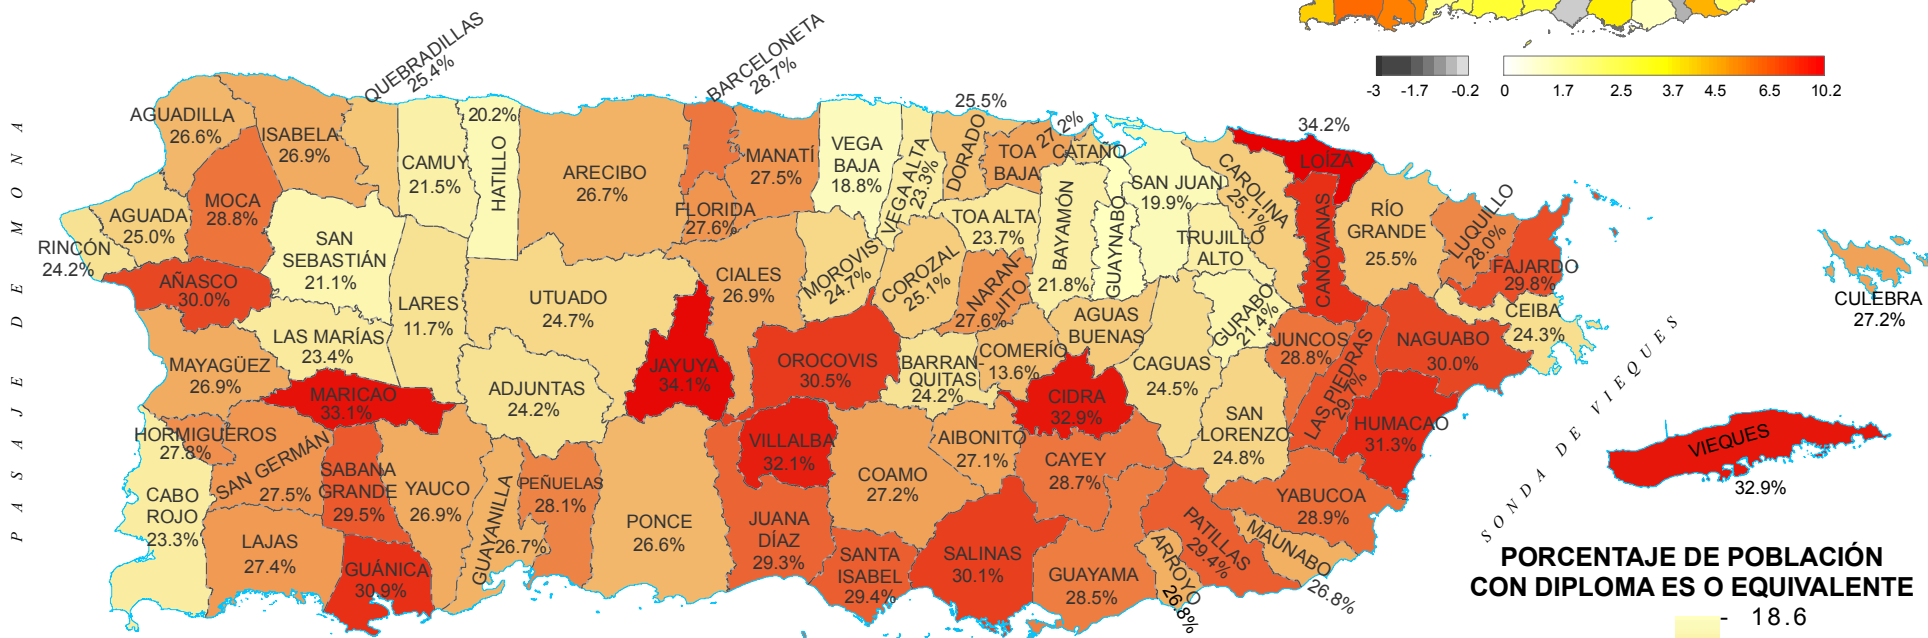 -3 -1.7 -0.2 0 1.7 2.5 3.7 4.5 6.5 10.2
QUEBRADILLAS
25.4%
BARCELONETA
28.7%
AGUADILLA
26.6%
ISABELA
26.9%
CAMUY
21.5%
20.2%
HATILLO
ARECIBO
26.7%
MANATÍ
27.5%
FLORIDA
27.6%
VEGA
BAJA
18.8%
VEGA ALTA
23.3%
25.5%
DORADO
TOA
BAJA
27.2%
CATAÑO
TOA ALTA
23.7%
BAYAMÓN
21.8%
GUAYNABO
SAN JUAN
19.9%
TRUJILLO
ALTO
CAROLINA
25.1%
34.2%
LOÍZA
CANOVANAS
RÍO
GRANDE
25.5%
LUQUILLO
28.0%
FAJARDO
29.8%
CEIBA
24.3%
CULEBRA
27.2%
MOCA
28.8%
AGUADA
25.0%
RINCÓN
24.2%
AÑASCO
30.0%
SAN
SEBASTIÁN
21.1%
LARES
11.7%
UTUADO
24.7%
CIALES
26.9%
MOROVIS
24.7%
COROZAL
25.1%
NARAN-
JITO
27.6%
AGUAS
BUENAS
GURABO
21.4%
JUNCOS
28.8%
LAS PIEDRAS
29.7%
NAGUABO
30.0%
LAS MARÍAS
23.4%
MAYAGÜEZ
26.9%
MARICAO
33.1%
ADJUNTAS
24.2%
JAYUYA
34.1%
OROCOVIS
30.5%
BARRAN-
QUITAS
24.2%
COMERÍO
13.6%
CIDRA
32.9%
CAGUAS
24.5%
SAN
LORENZO
24.8%
HUMACAO
31.3%
HORMIGUEROS
27.8%
SAN GERMÁN
27.5%
SABANA
GRANDE
29.5%
YAUCO
26.9%
GUAYANILLA
26.7%
PEÑUELAS
28.1%
PONCE
26.6%
VILLALBA
32.1%
JUANA
DÍAZ
29.3%
COAMO
27.2%
AIBONITO
27.1%
CAYEY
28.7%
YABUCOA
28.9%
CABO
ROJO
23.3%
LAJAS
27.4%
GUÁNICA
30.9%
SANTA
ISABEL
29.4%
SALINAS
30.1%
GUAYAMA
28.5%
ARROYO
26.8%
PATILLAS
29.4%
MAUNABO
26.8%
VIEQUES
32.9%
PASAJE DE MONA
SONDA DE VIEQUES
PORCENTAJE DE POBLACIÓN
CON DIPLOMA ES O EQUIVALENTE
- 18.6